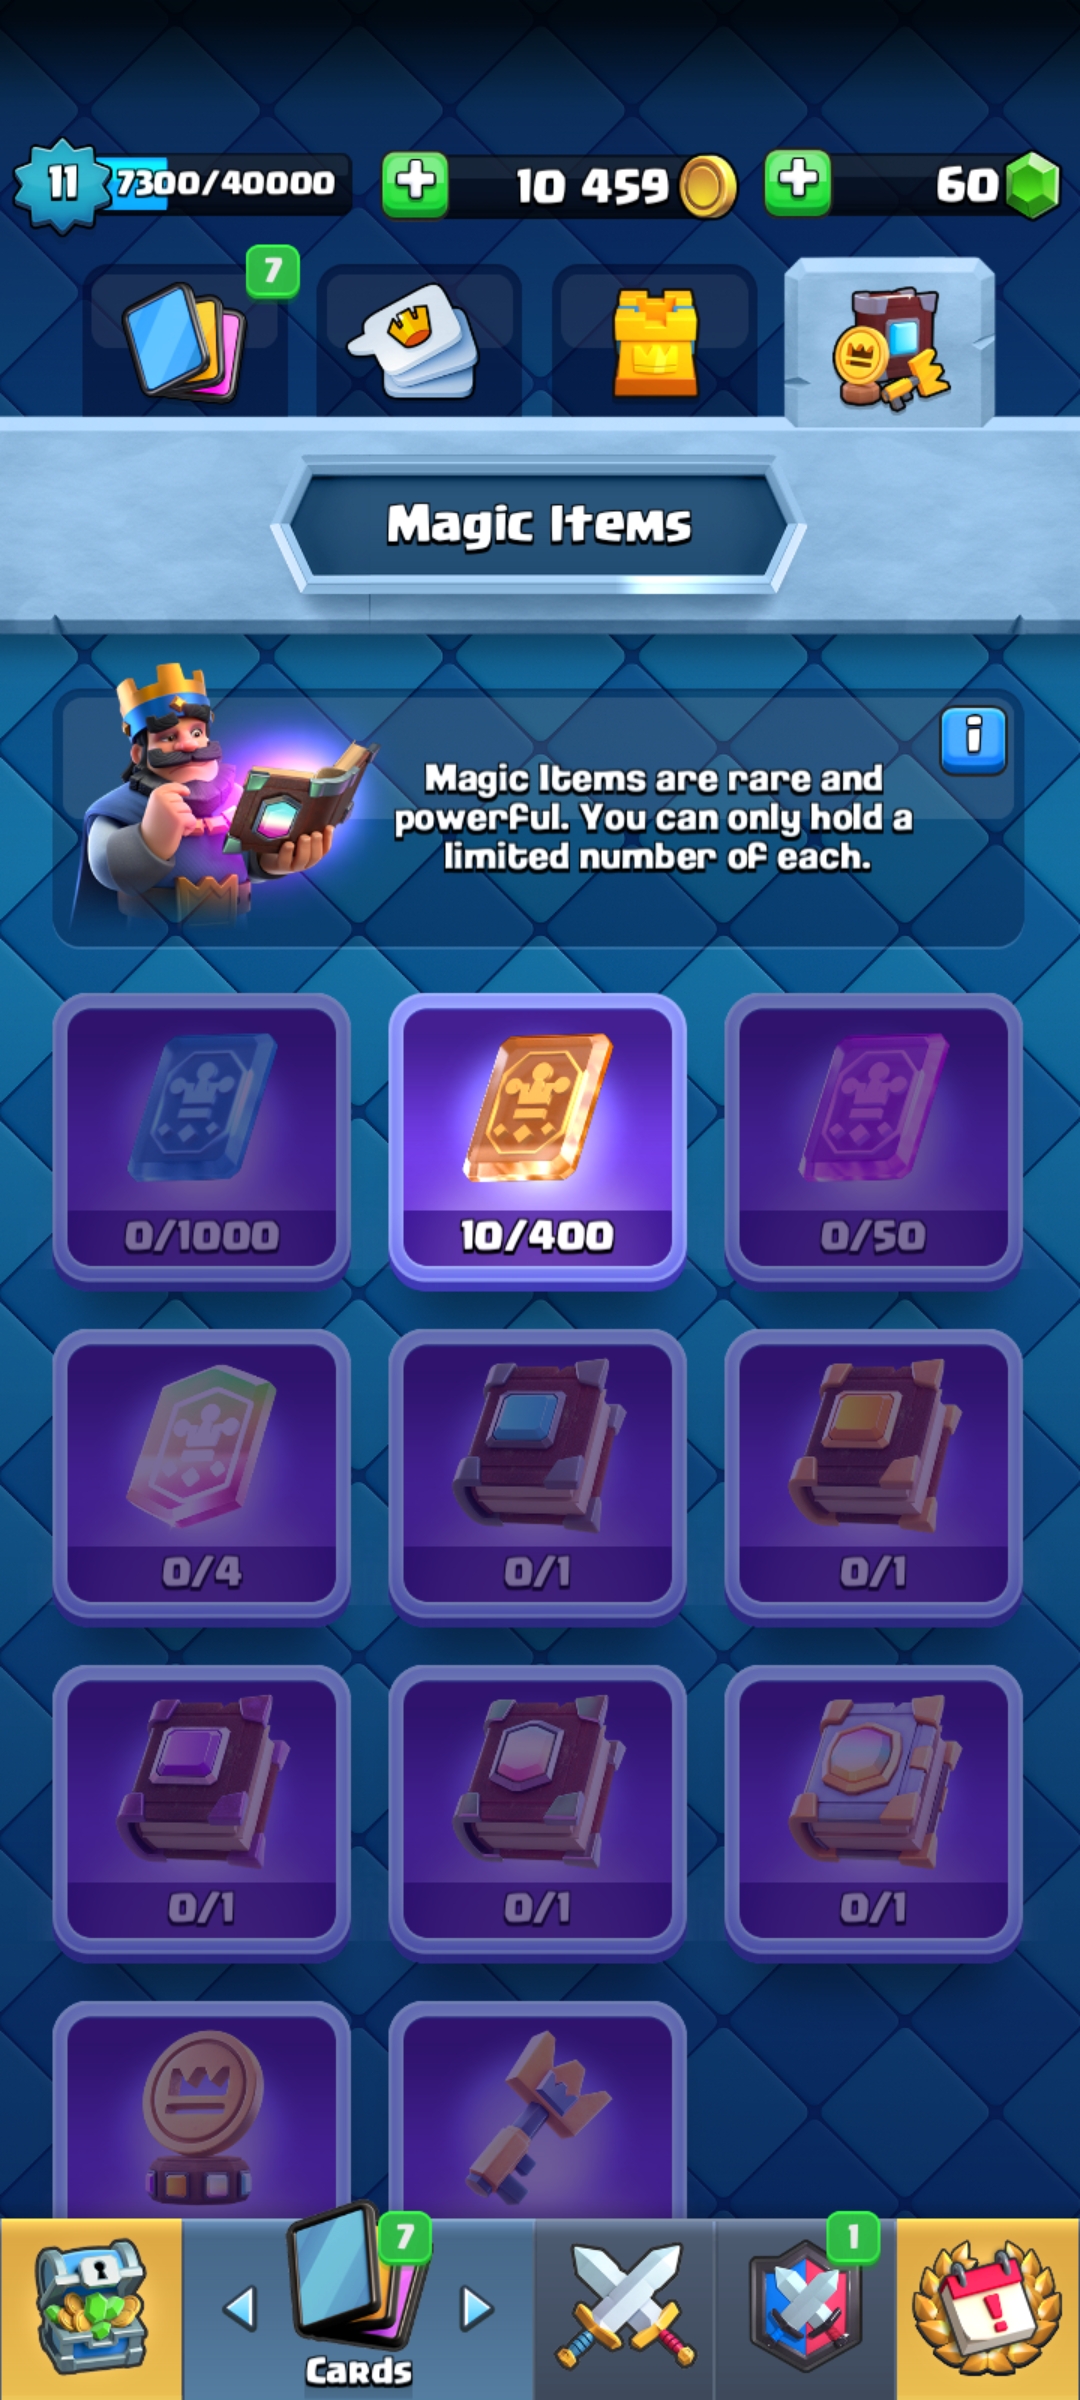 11 7300/40000 10 459 60
7
Magic Items
i
Magic Items are rare and
powerful. You can only hold a
limited number of each.
0/1000 10/400 0/50
0/4 0/1 0/1
0/1 0/1 0/1
7 1
Cards